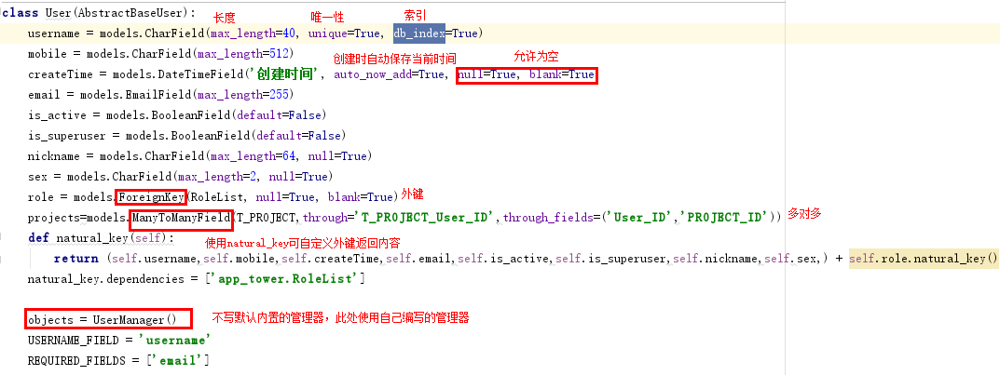 class User(AbstractBaseUser):
长度 唯一性 索引
username = models.CharField(max_length=40, unique=True, db_index=True)
mobile = models.CharField(max_length=512)
创建时自动保存当前时间 允许为空
createTime = models.DateTimeField('创建时间', auto_now_add=True, null=True, blank=True)
email = models.EmailField(max_length=255)
is_active = models.BooleanField(default=False)
is_superuser = models.BooleanField(default=False)
nickname = models.CharField(max_length=64, null=True)
sex = models.CharField(max_length=2, null=True)
role = models.ForeignKey(RoleList, null=True, blank=True) 外键
projects=models.ManyToManyField(T_PROJECT,through='T_PROJECT_User_ID',through_fields=('User_ID','PROJECT_ID')) 多对多
def natural_key(self): 使用natural_key可自定义外键返回内容
return (self.username,self.mobile,self.createTime,self.email,self.is_active,self.is_superuser,self.nickname,self.sex,) + self.role.natural_key()
natural_key.dependencies = ['app_tower.RoleList']
objects = UserManager() 不写默认内置的管理器，此处使用自己编写的管理器
USERNAME_FIELD = 'username'
REQUIRED_FIELDS = ['email']